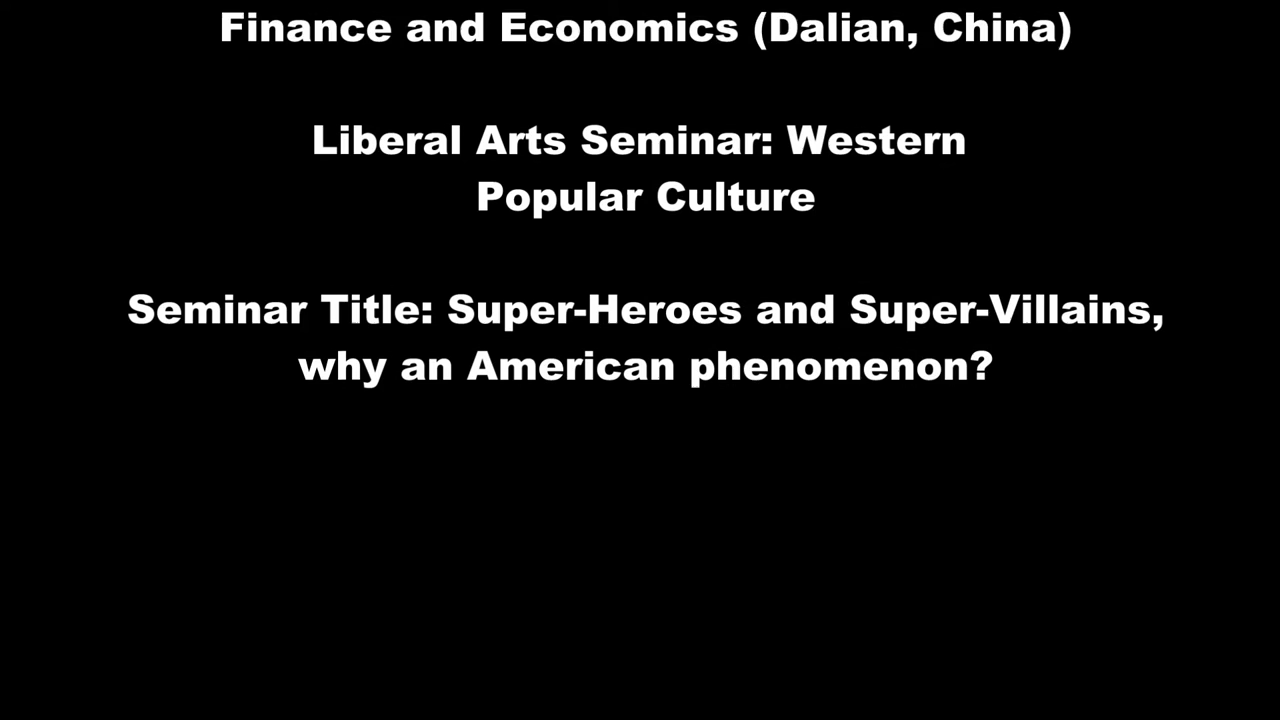 Finance and Economics (Dalian, China)
Liberal Arts Seminar: Western
Popular Culture
Seminar Title: Super-Heroes and Super-Villains,
why an American phenomenon?